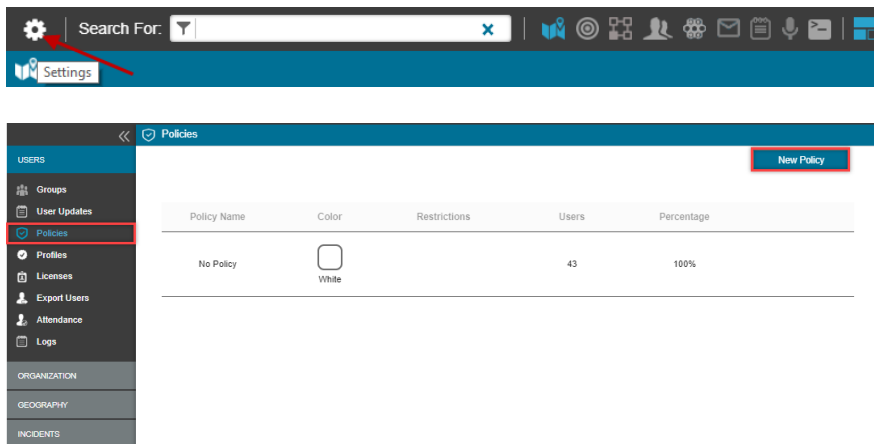 Search For:
Settings
Policies
USERS
New Policy
Groups
User Updates
Policies
Profiles
Licenses
Export Users
Attendance
Logs
ORGANIZATION
GEOGRAPHY
INCIDENTS
Policy Name Color Restrictions Users Percentage
No Policy White 43 100%